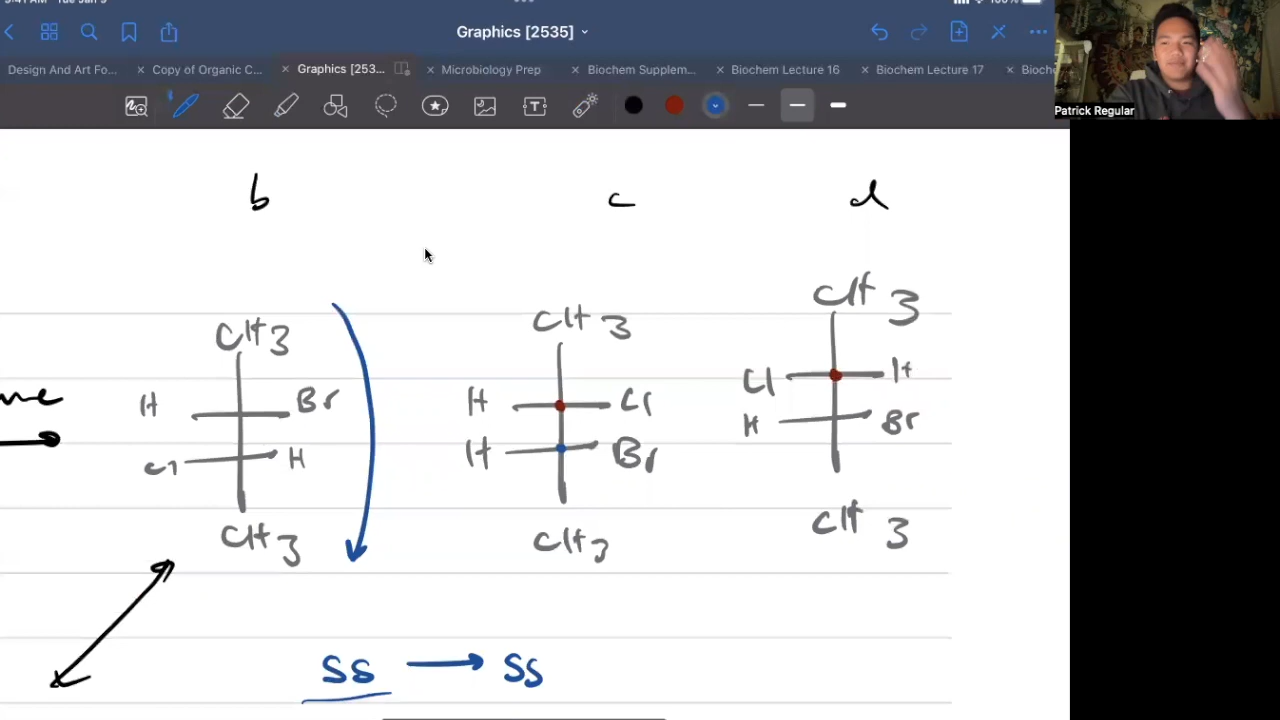 Graphics [2535]
Design And Art Fo...
Copy of Organic C...
Graphics [253...
Microbiology Prep
Biochem Supplem...
Biochem Lecture 16
Biochem Lecture 17
Patrick Regular
b
c
d
CH3
H Br
Cl H
CH3
CH3
H Cl
H Br
CH3
CH3
Cl H
H Br
CH3
SS → SS